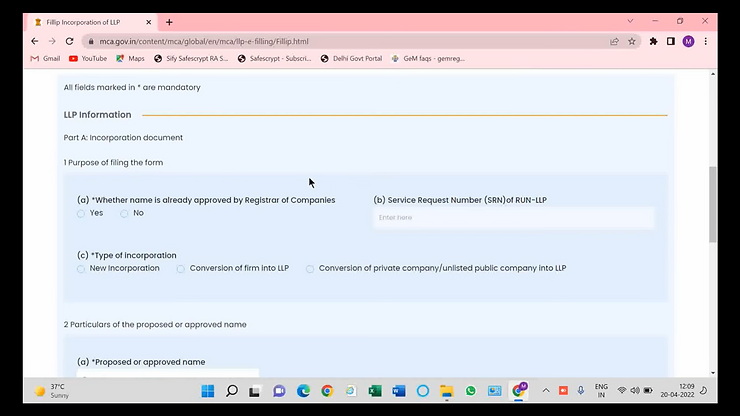 Fillip Incorporation of LLP
mca.gov.in/content/mca/global/en/mca/llp-e-filling/Fillip.html
M
Gmail YouTube Maps Sify Safescrypt RA S... Safescrypt - Subscri... Delhi Govt Portal GeM faqs - gemreg...
All fields marked in * are mandatory
LLP Information
Part A: Incorporation document
1 Purpose of filing the form
(a) *Whether name is already approved by Registrar of Companies
Yes No
(b) Service Request Number (SRN)of RUN-LLP
Enter here
(c) *Type of incorporation
New Incorporation Conversion of firm into LLP Conversion of private company/unlisted public company into LLP
2 Particulars of the proposed or approved name
(a) *Proposed or approved name
37°C
Sunny
ENG
IN
12:09
20-04-2022